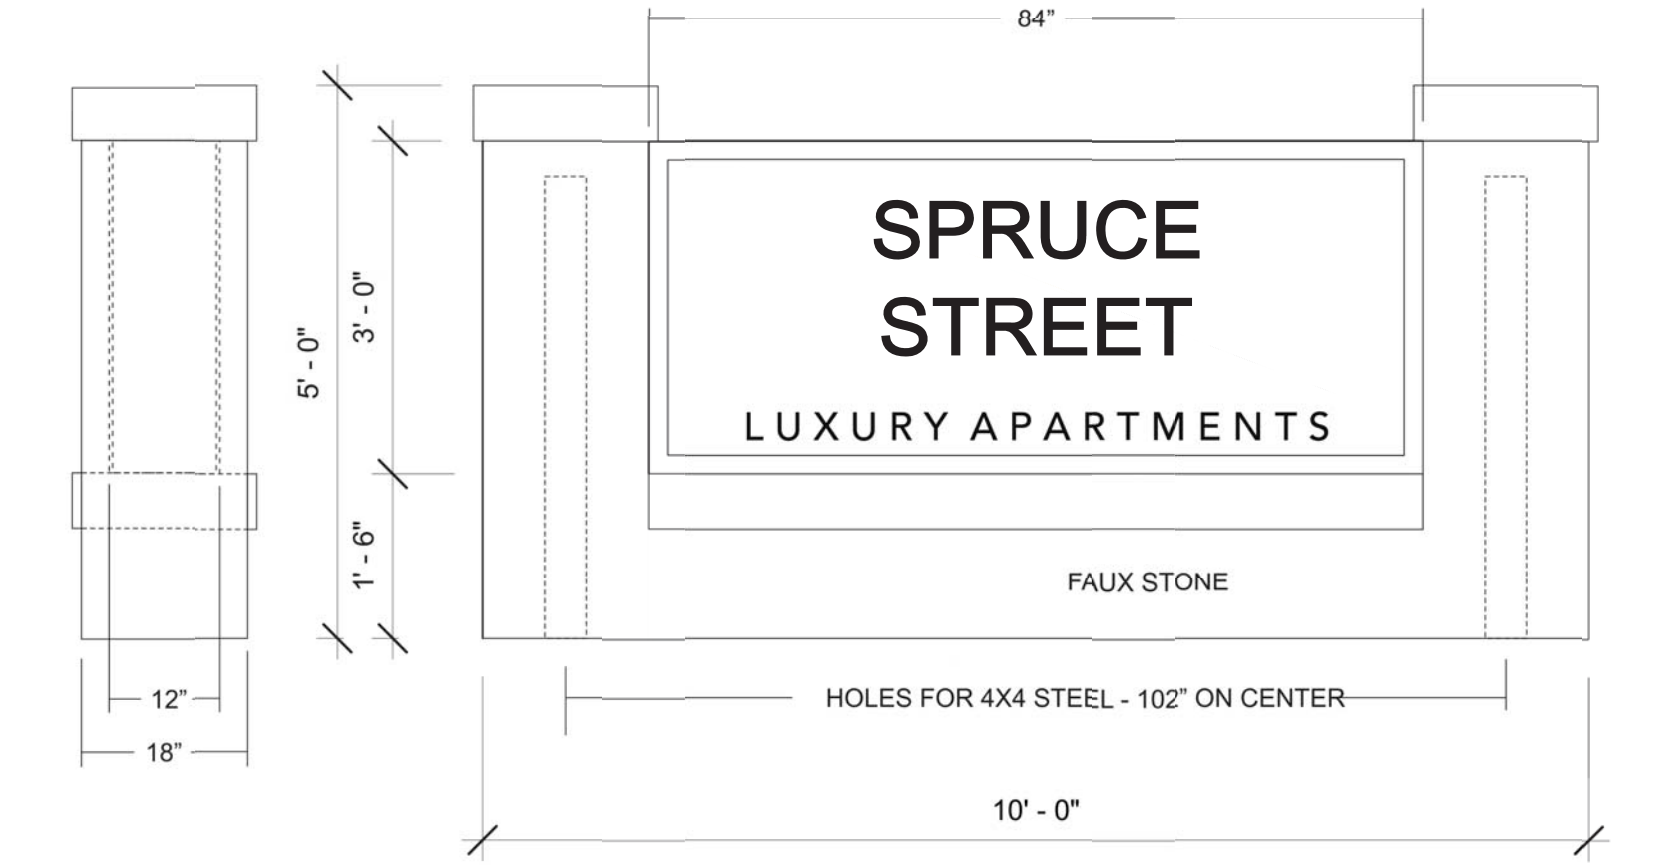 84”
SPRUCE
STREET
LUXURY APARTMENTS
5' - 0"
3' - 0"
1' - 6"
FAUX STONE
12”
18”
HOLES FOR 4X4 STEEL - 102” ON CENTER
10' - 0"